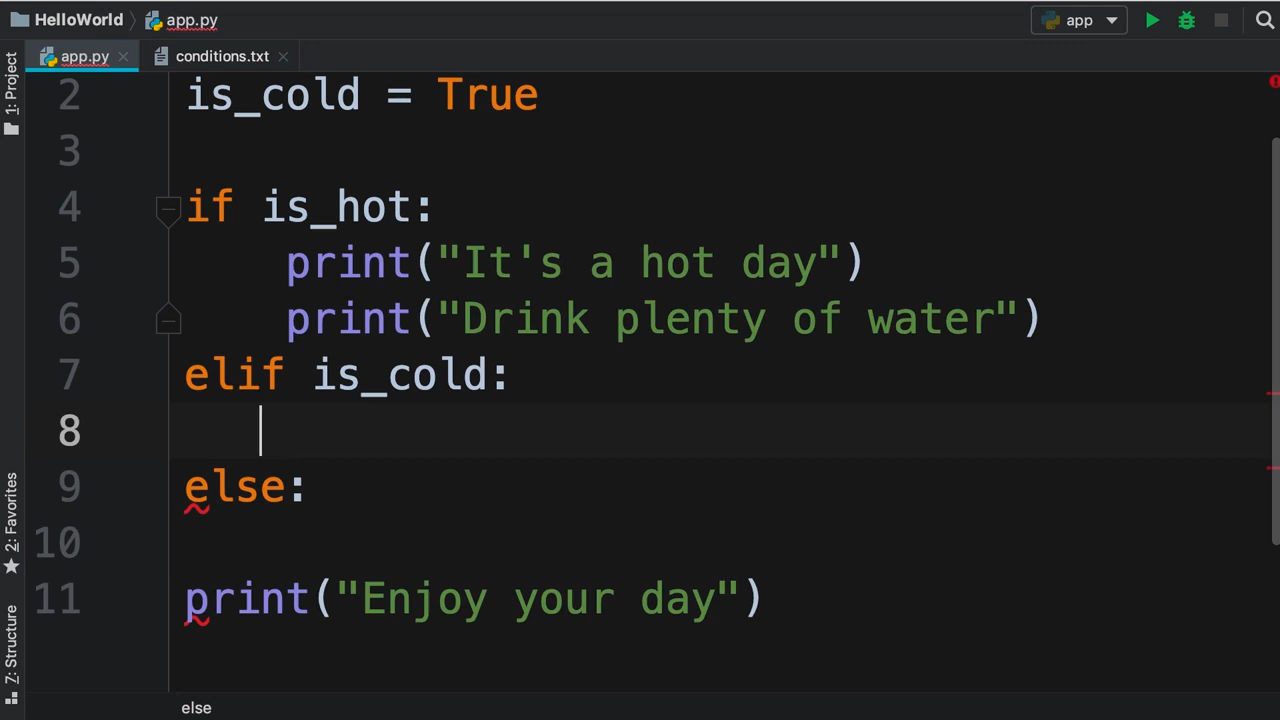 HelloWorld app.py app
app.py conditions.txt
1: Project
2 is_cold = True
3
4 if is_hot:
5 print("It's a hot day")
6 print("Drink plenty of water")
7 elif is_cold:
8
9 else:
10
11 print("Enjoy your day")
2: Favorites
Z: Structure
else